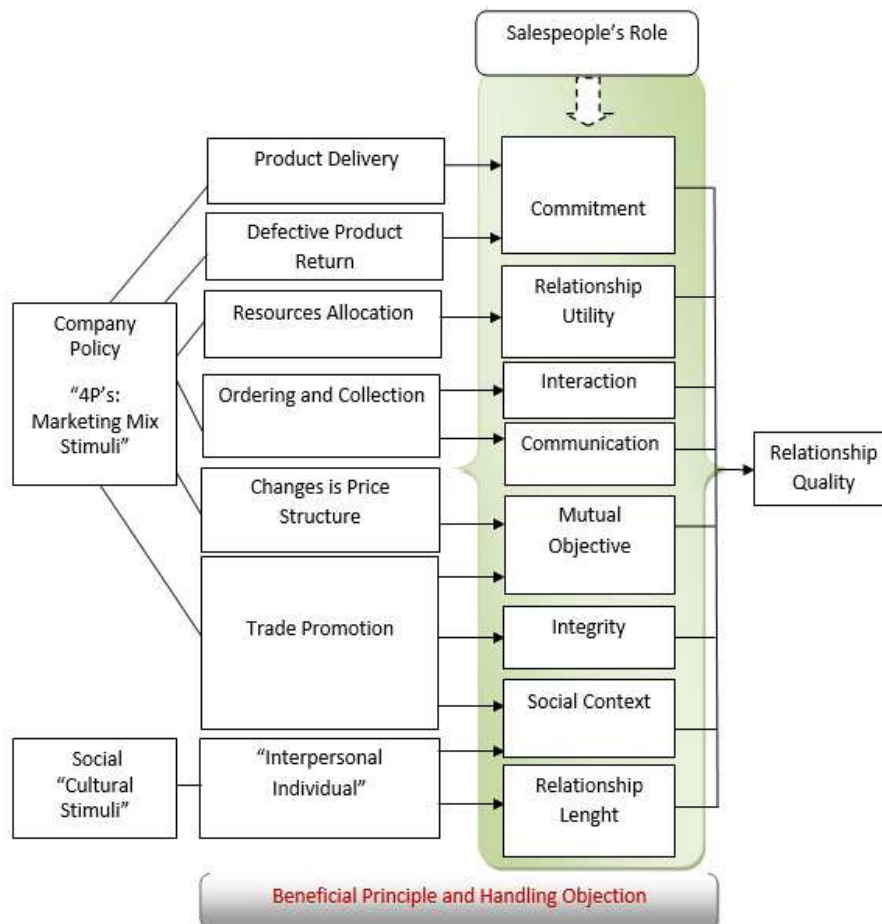 Salespeople's Role
Product Delivery
Commitment
Defective Product
Return
Resources Allocation
Relationship
Utility
Company
Policy
"4P's:
Marketing Mix
Stimuli"
Ordering and Collection
Interaction
Communication
Relationship
Quality
Changes is Price
Structure
Mutual
Objective
Trade Promotion
Integrity
Social Context
Social
"Cultural
Stimuli"
"Interpersonal
Individual"
Relationship
Lenght
Beneficial Principle and Handling Objection